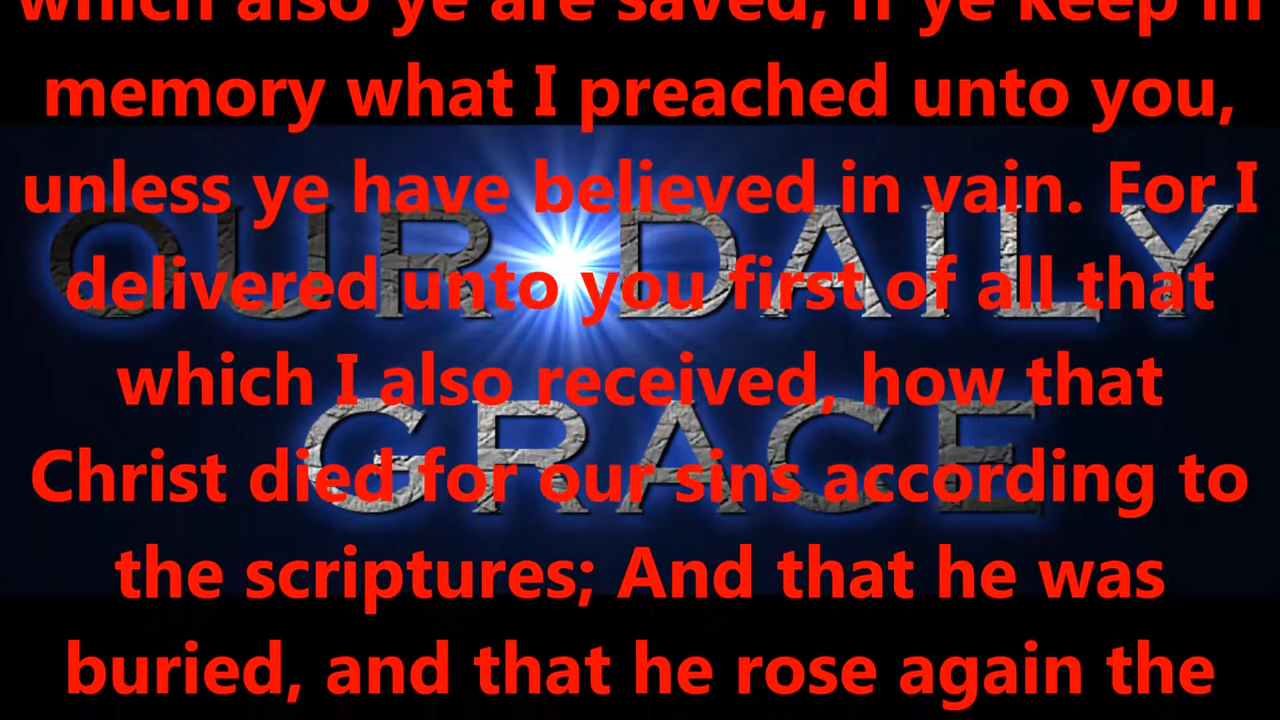 which also ye are saved, if ye keep in
memory what I preached unto you,
unless ye have believed in vain. For I
delivered unto you first of all that
which I also received, how that
Christ died for our sins according to
the scriptures; And that he was
buried, and that he rose again the
OUR DAILY
GRACE